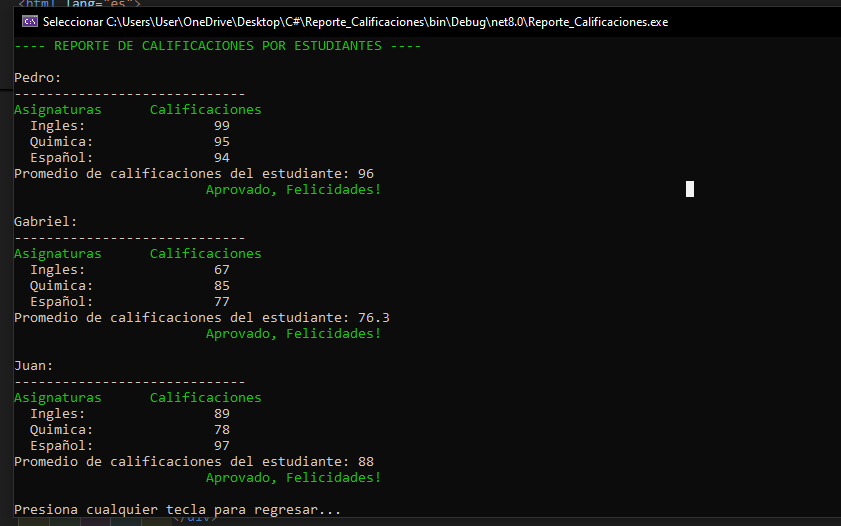 <html lang="es">
Seleccionar C:\Users\User\OneDrive\Desktop\C#\Reporte_Calificaciones\bin\Debug\net8.0\Reporte_Calificaciones.exe
---- REPORTE DE CALIFICACIONES POR ESTUDIANTES ----
Pedro:
-----------------------------
Asignaturas      Calificaciones
Ingles:                99
Quimica:               95
Español:               94
Promedio de calificaciones del estudiante: 96
Aprovado, Felicidades!
Gabriel:
-----------------------------
Asignaturas      Calificaciones
Ingles:                67
Quimica:               85
Español:               77
Promedio de calificaciones del estudiante: 76.3
Aprovado, Felicidades!
Juan:
-----------------------------
Asignaturas      Calificaciones
Ingles:                89
Quimica:               78
Español:               97
Promedio de calificaciones del estudiante: 88
Aprovado, Felicidades!
Presiona cualquier tecla para regresar...
</div>